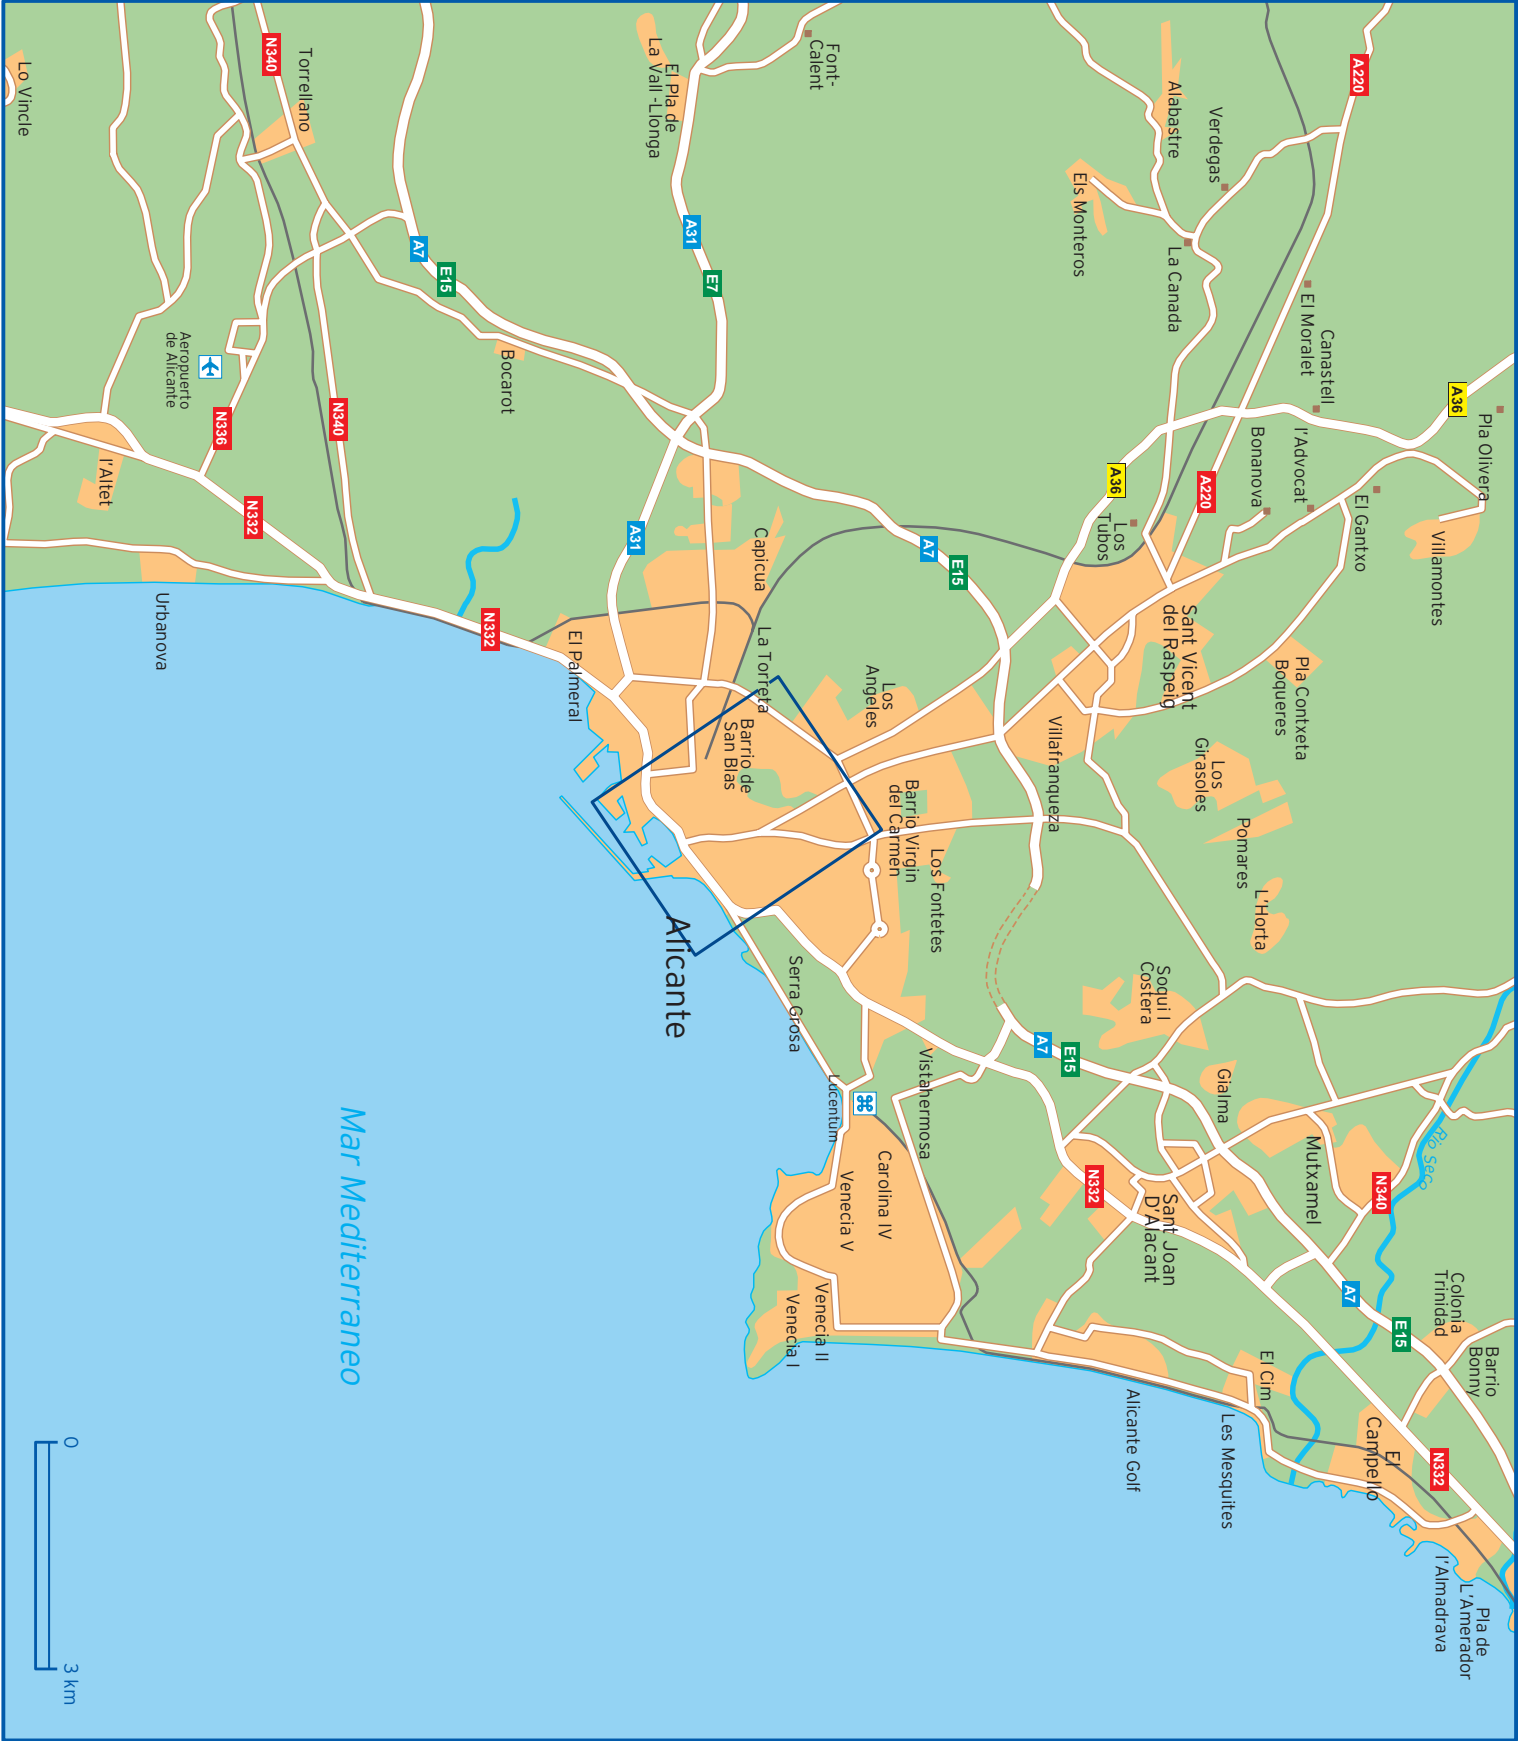 A36
Pla Olivera
Villamontes
A220
El Gantxo
Canastell
l'Advocat
El Moralet
Bonanova
Verdegas
Alabastre
La Canada
Els Monteros
A220
A36
Los
Tubos
Sant Vicent
del Raspeig
Pla Contxeta
Boqueres
Los
Girasoles
Pomares
L'Horta
Villafranqueza
Soqui I
Costera
Gialma
Mutxamel
N340
Río Seco
Colonia
Trinidad
Barrio
Bonny
A7
E15
A7
E15
N332
Sant Joan
D'Alacant
El Cim
El
Campello
N332
Pla de
L'Amerador
l'Almadrava
Les Mesquites
Alicante Golf
Font-
Calent
El Pla de
La Vall -Llonga
A31
E7
A7
E15
Los
Angeles
Barrio Virgin
del Carmen
Los Fontetes
Vistahermosa
Carolina IV
Venecia V
Venecia II
Venecia I
Lucentum
Serra Grosa
Capicua
La Torreta
Barrio de
San Blas
A31
El Palmeral
Alicante
N332
A7
E15
Bocarot
N340
Torrellano
N340
Aeropuerto
de Alicante
N336
N332
l'Altet
Urbanova
Lo Vincle
Mar Mediterraneo
0
3 km